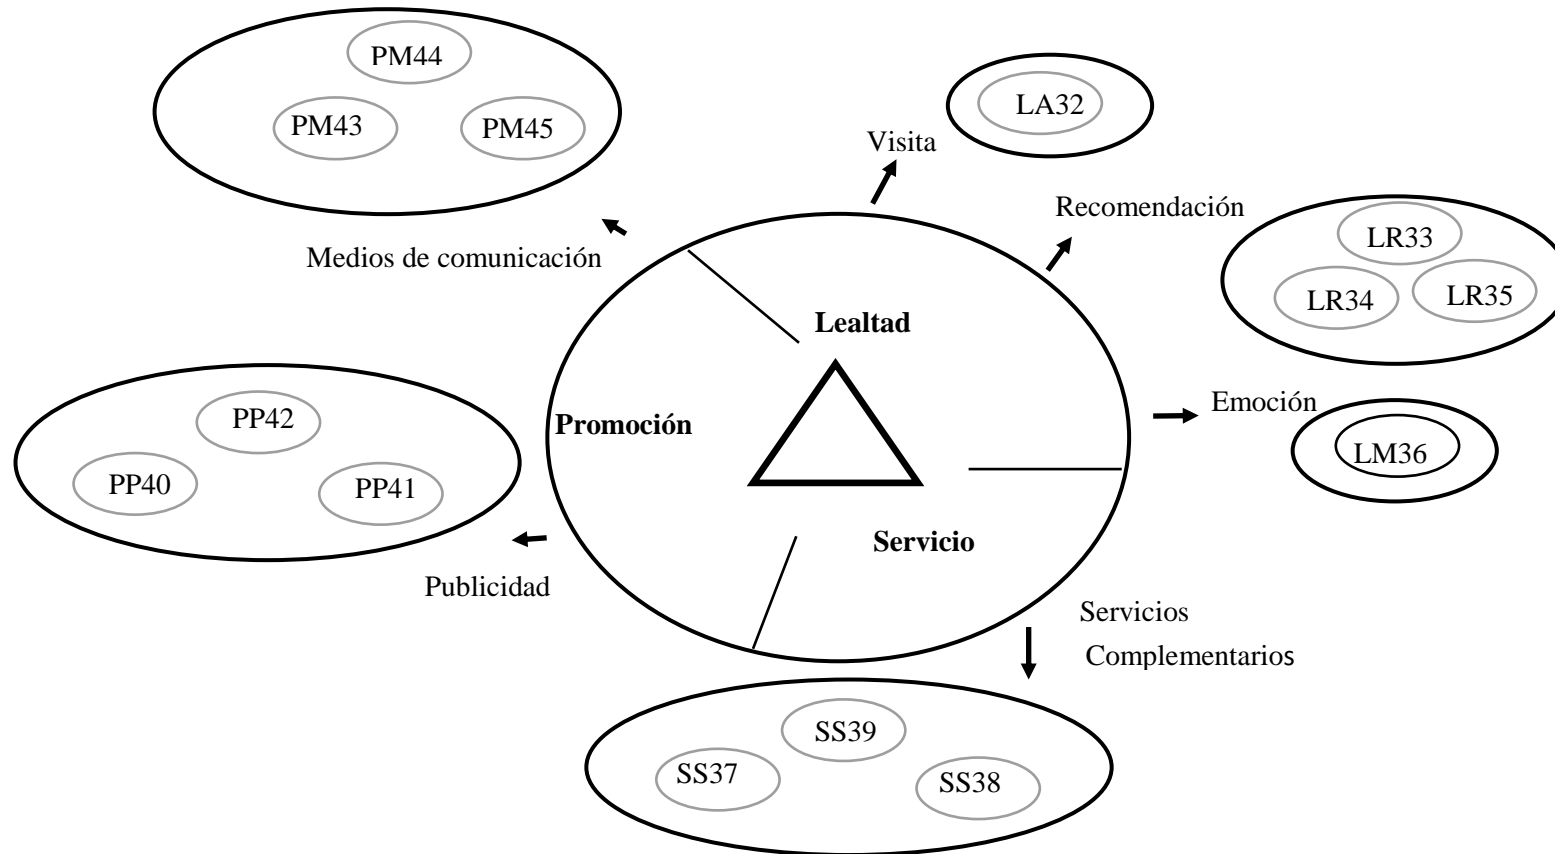 PM44
LA32
PM43
PM45
Visita
Recomendación
LR33
Medios de comunicación
LR34
LR35
Lealtad
Emoción
Promoción
PP42
LM36
PP40
PP41
Servicio
Publicidad
Servicios
Complementarios
SS39
SS37
SS38